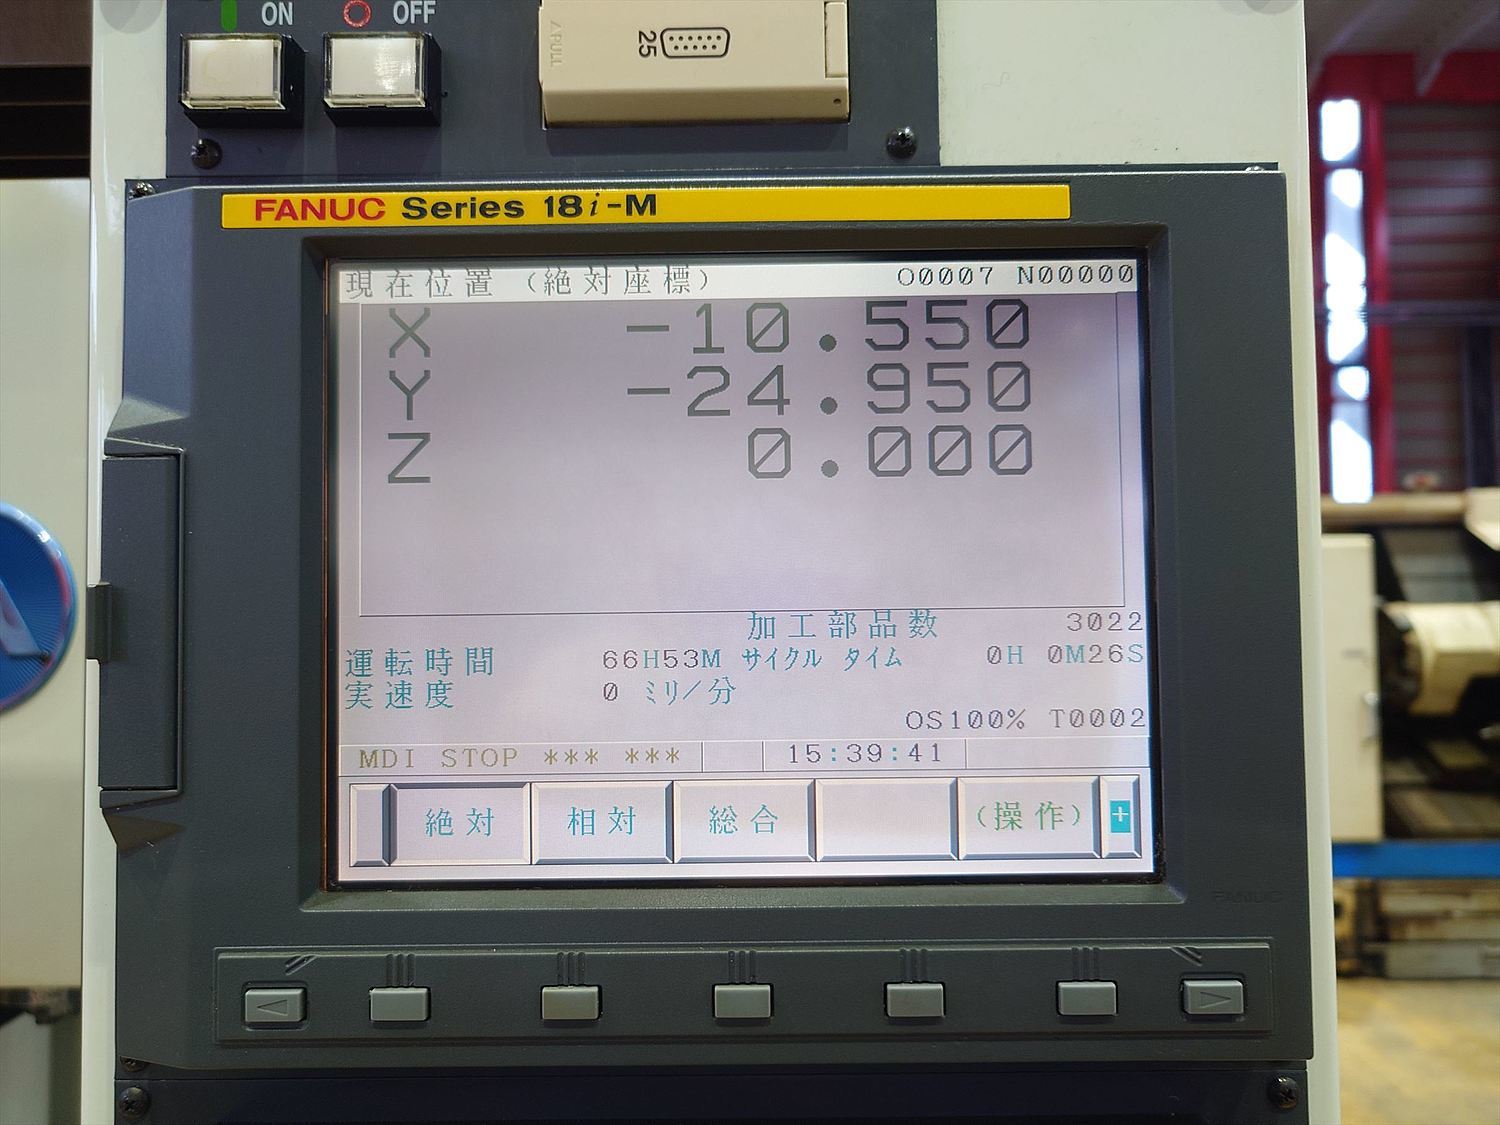 ON OFF
PULL
25
FANUC Series 18i-M
現在位置(絶対座標) O0007 N00000
X -10.550
Y -24.950
Z 0.000
加工部品数 3022
運転時間 66H53M サイクル タイム 0H 0M26S
実速度 0 ミリ/分
OS100% T0002
MDI STOP *** *** 15:39:41
絶対 相対 総合 (操作) +
FANUC